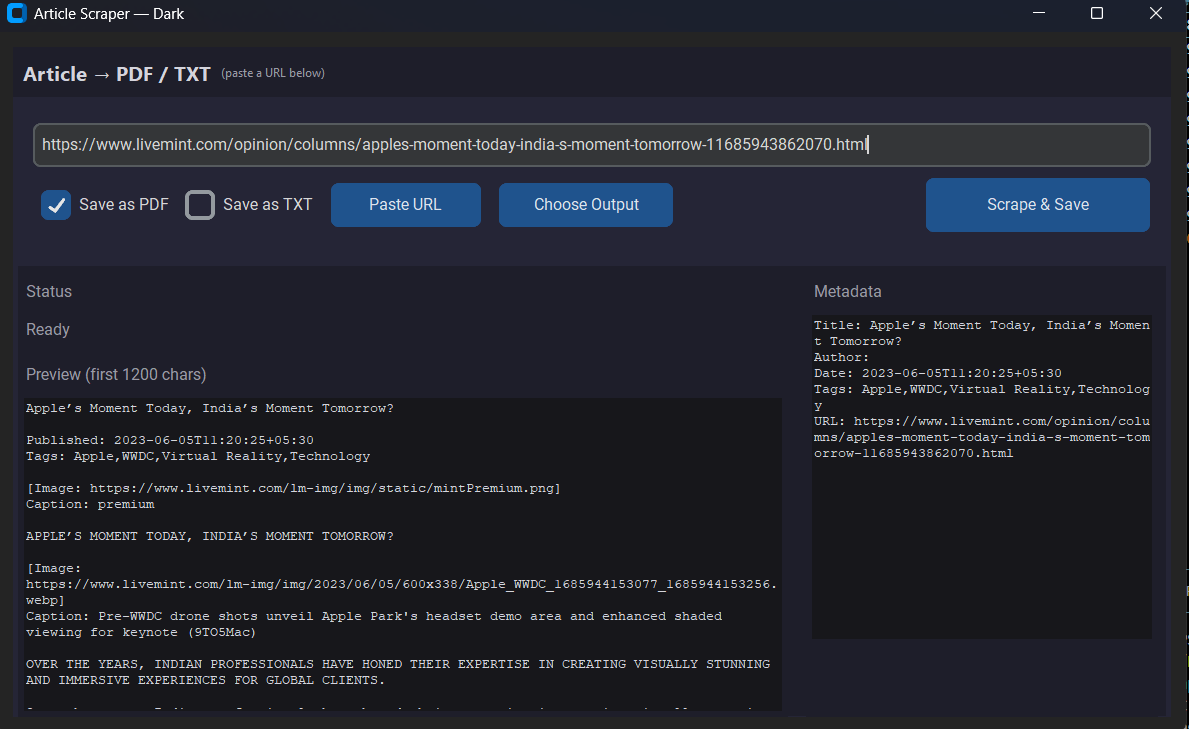 Article Scraper — Dark
Article → PDF / TXT (paste a URL below)
https://www.livemint.com/opinion/columns/apples-moment-today-india-s-moment-tomorrow-11685943862070.html
Save as PDF Save as TXT Paste URL Choose Output Scrape & Save
Status
Ready
Preview (first 1200 chars)
Apple’s Moment Today, India’s Moment Tomorrow?
Published: 2023-06-05T11:20:25+05:30
Tags: Apple,WWDC,Virtual Reality,Technology
[Image: https://www.livemint.com/lm-img/img/static/mintPremium.png]
Caption: premium
APPLE’S MOMENT TODAY, INDIA’S MOMENT TOMORROW?
[Image:
https://www.livemint.com/lm-img/img/2023/06/05/600x338/Apple_WWDC_1685944153077_1685944153256.
webp]
Caption: Pre-WWDC drone shots unveil Apple Park's headset demo area and enhanced shaded
viewing for keynote (9TO5Mac)
OVER THE YEARS, INDIAN PROFESSIONALS HAVE HONED THEIR EXPERTISE IN CREATING VISUALLY STUNNING
AND IMMERSIVE EXPERIENCES FOR GLOBAL CLIENTS.
Metadata
Title: Apple’s Moment Today, India’s Momen
t Tomorrow?
Author:
Date: 2023-06-05T11:20:25+05:30
Tags: Apple,WWDC,Virtual Reality,Technolog
y
URL: https://www.livemint.com/opinion/colu
mns/apples-moment-today-india-s-moment-tom
orrow-11685943862070.html